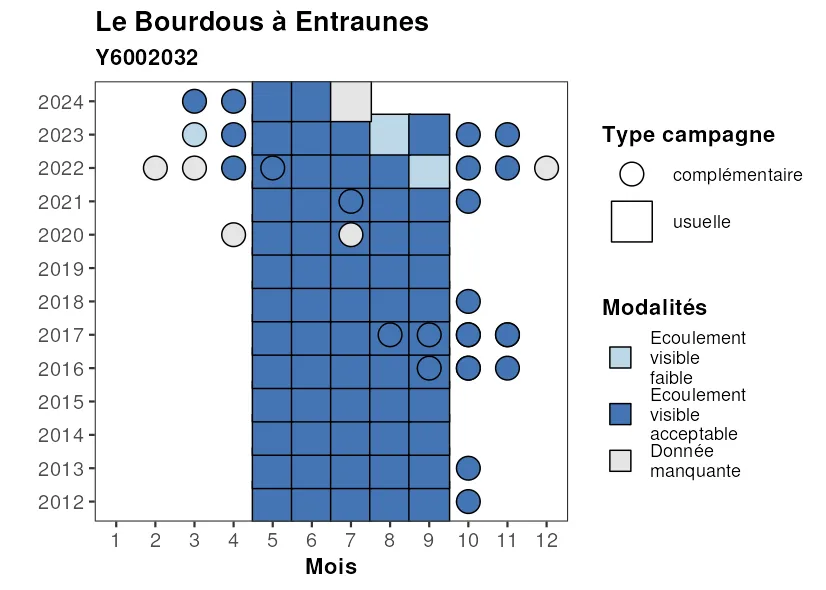 Le Bourdous à Entraunes
Y6002032
2024
2023
2022
2021
2020
2019
2018
2017
2016
2015
2014
2013
2012
1 2 3 4 5 6 7 8 9 10 11 12
Mois
Type campagne
complémentaire
usuelle
Modalités
Ecoulement
visible
faible
Ecoulement
visible
acceptable
Donnée
manquante